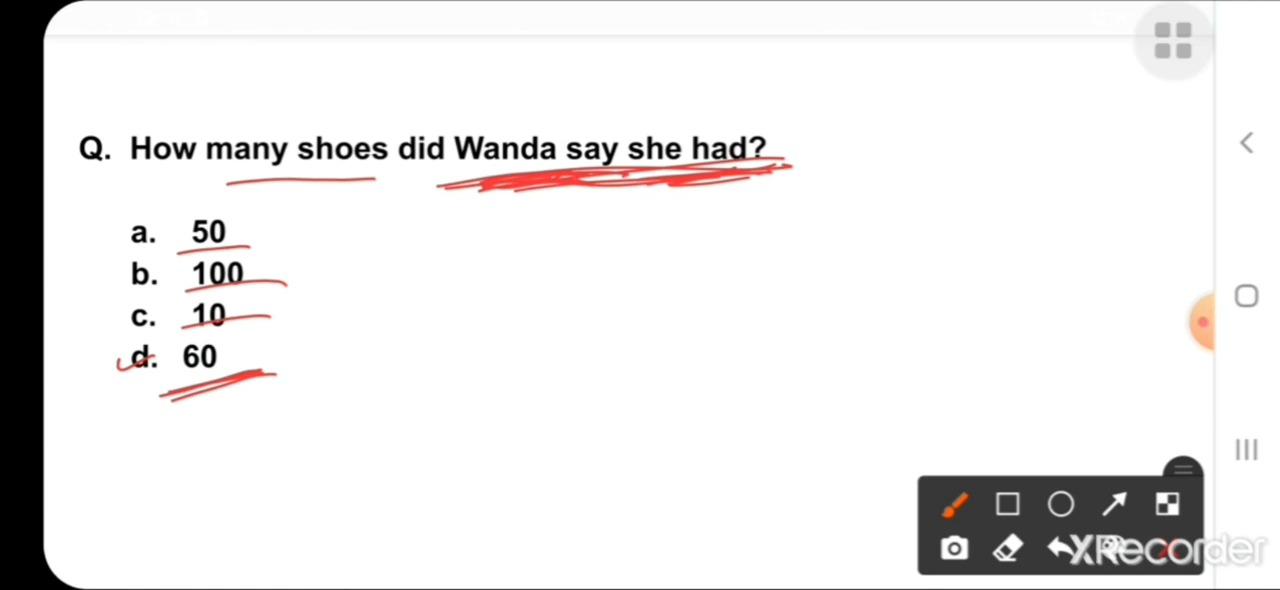 Q. How many shoes did Wanda say she had?
a. 50
b. 100
c. 10
d. 60
XRecorder